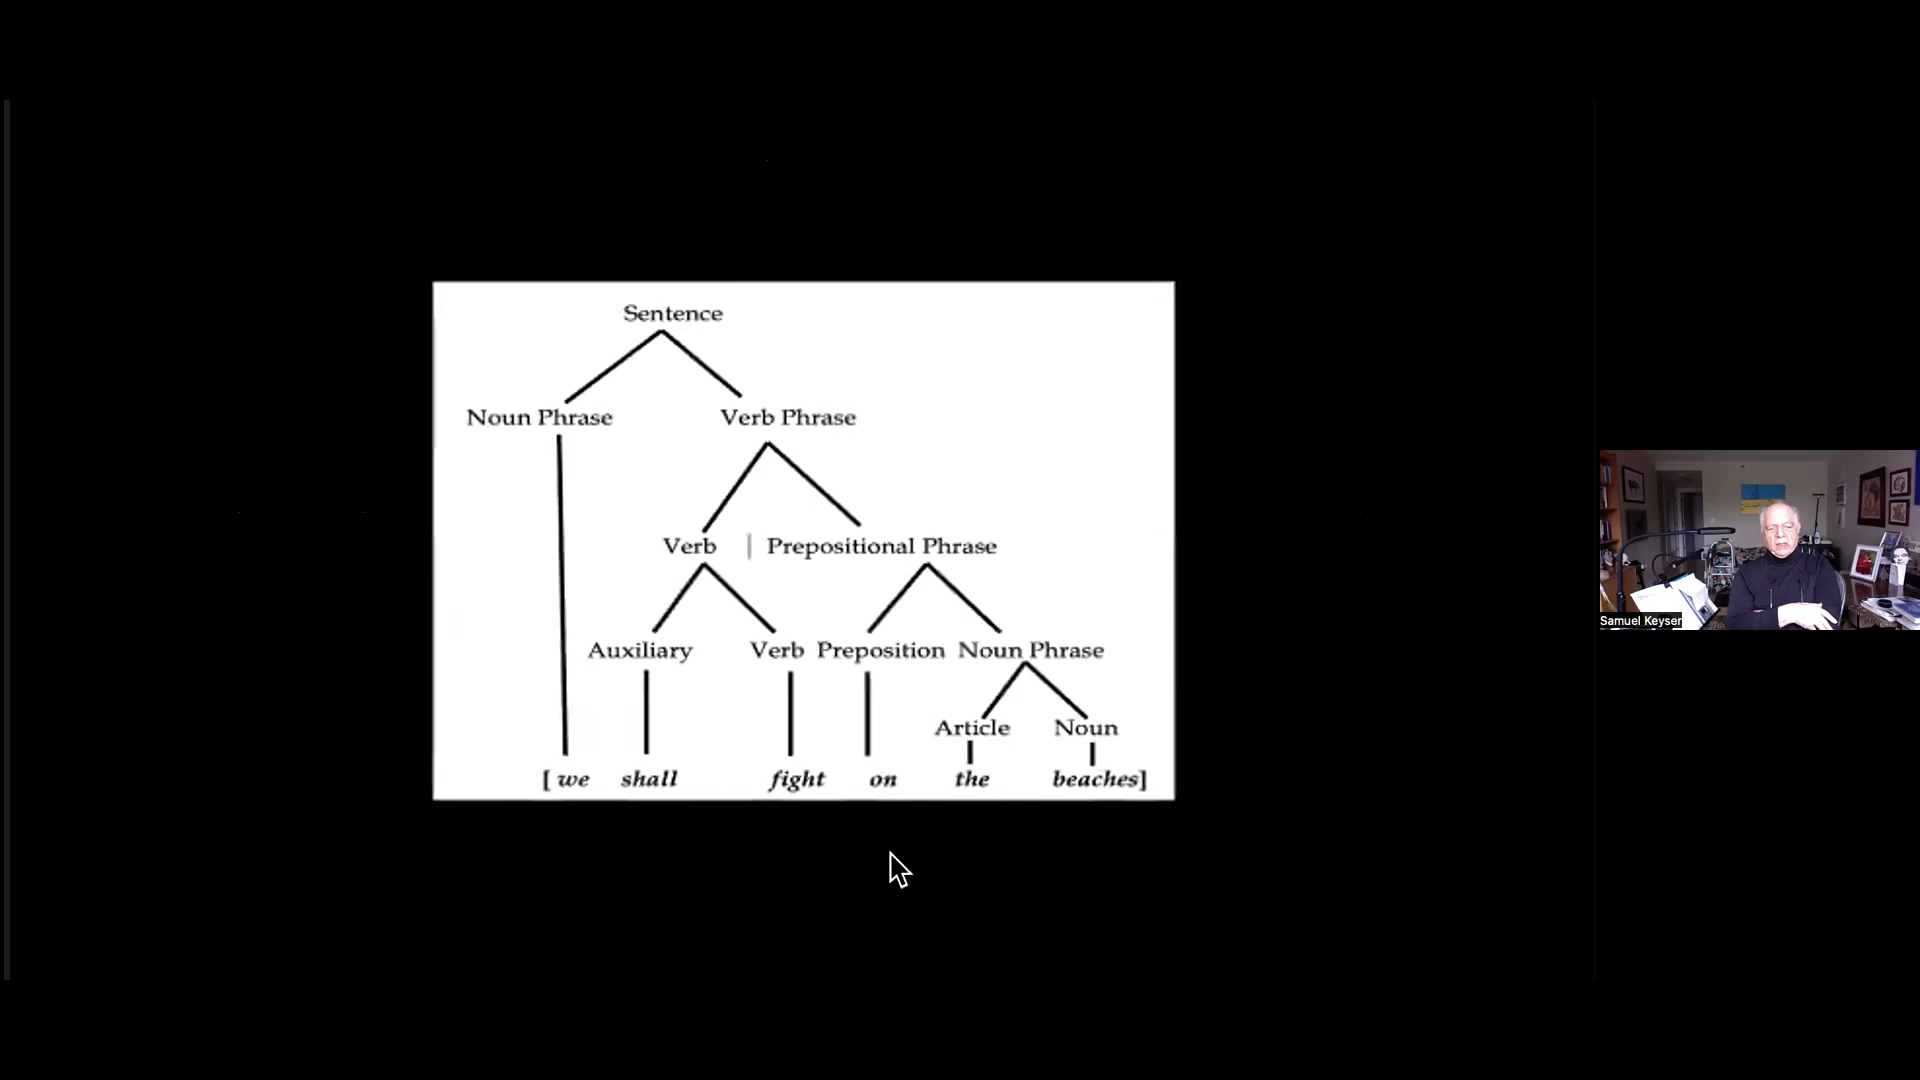 Sentence
Noun Phrase Verb Phrase
Verb | Prepositional Phrase
Auxiliary Verb Preposition Noun Phrase
Article Noun
[ we shall fight on the beaches]
Samuel Keyser